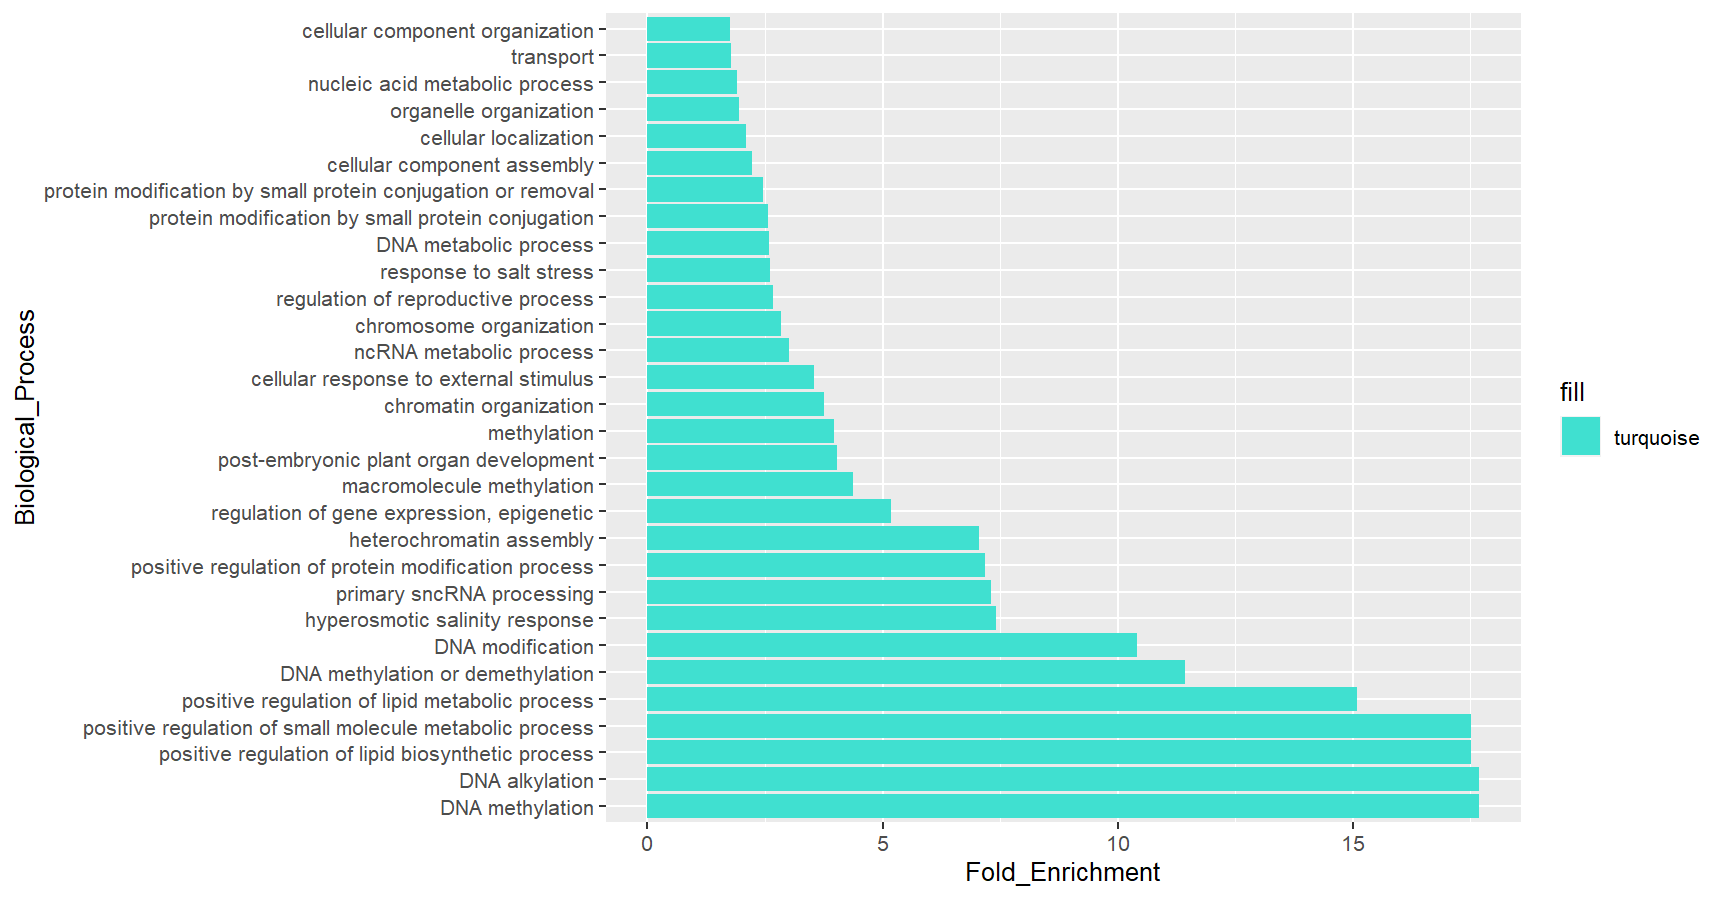 cellular component organization
transport
nucleic acid metabolic process
organelle organization
cellular localization
cellular component assembly
protein modification by small protein conjugation or removal
protein modification by small protein conjugation
DNA metabolic process
response to salt stress
regulation of reproductive process
chromosome organization
ncRNA metabolic process
cellular response to external stimulus
chromatin organization
methylation
post-embryonic plant organ development
macromolecule methylation
regulation of gene expression, epigenetic
heterochromatin assembly
positive regulation of protein modification process
primary sncRNA processing
hyperosmotic salinity response
DNA modification
DNA methylation or demethylation
positive regulation of lipid metabolic process
positive regulation of small molecule metabolic process
positive regulation of lipid biosynthetic process
DNA alkylation
DNA methylation
Biological_Process
0 5 10 15
Fold_Enrichment
fill
turquoise